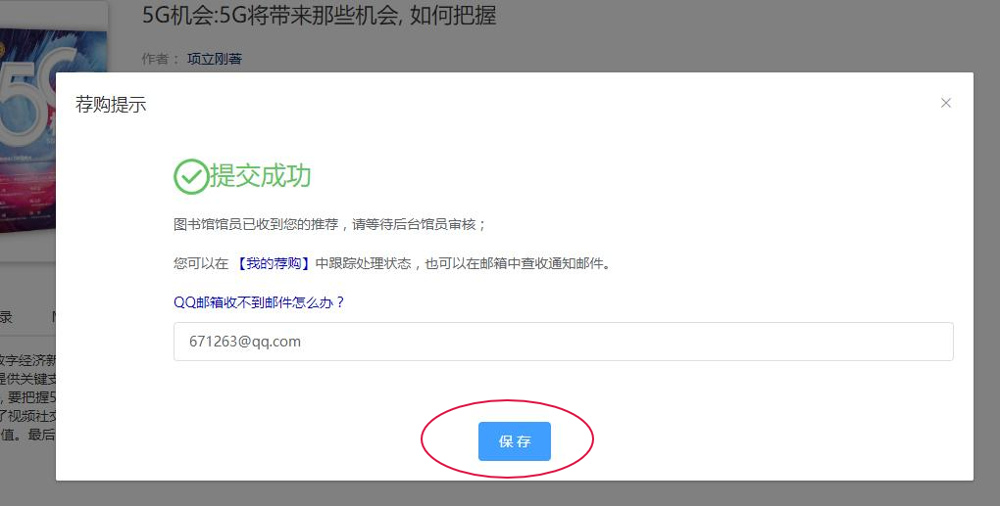 5G机会:5G将带来那些机会, 如何把握
作者： 项立刚著
荐购提示
提交成功
图书馆馆员已收到您的推荐，请等待后台馆员审核；
您可以在 【我的荐购】中跟踪处理状态，也可以在邮箱中查收通知邮件。
QQ邮箱收不到邮件怎么办？
671263@qq.com
录
数字经济新
提供关键支
, 要把握5
了视频社交
值。最后
保 存